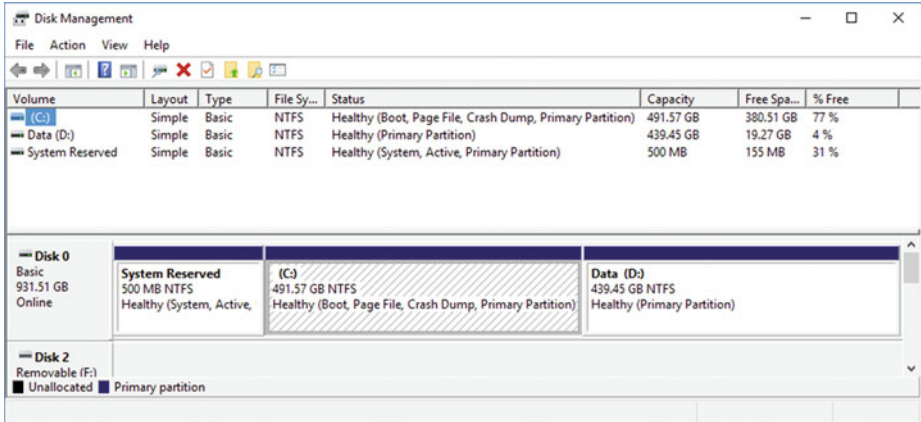 Disk Management
File Action View Help
Volume Layout Type File Sy... Status Capacity Free Spa... % Free
(C:) Simple Basic NTFS Healthy (Boot, Page File, Crash Dump, Primary Partition) 491.57 GB 380.51 GB 77 %
Data (D:) Simple Basic NTFS Healthy (Primary Partition) 439.45 GB 19.27 GB 4 %
System Reserved Simple Basic NTFS Healthy (System, Active, Primary Partition) 500 MB 155 MB 31 %
Disk 0
Basic
931.51 GB
Online
System Reserved
500 MB NTFS
Healthy (System, Active,
(C:)
491.57 GB NTFS
Healthy (Boot, Page File, Crash Dump, Primary Partition)
Data (D:)
439.45 GB NTFS
Healthy (Primary Partition)
Disk 2
Removable (F:)
Unallocated Primary partition